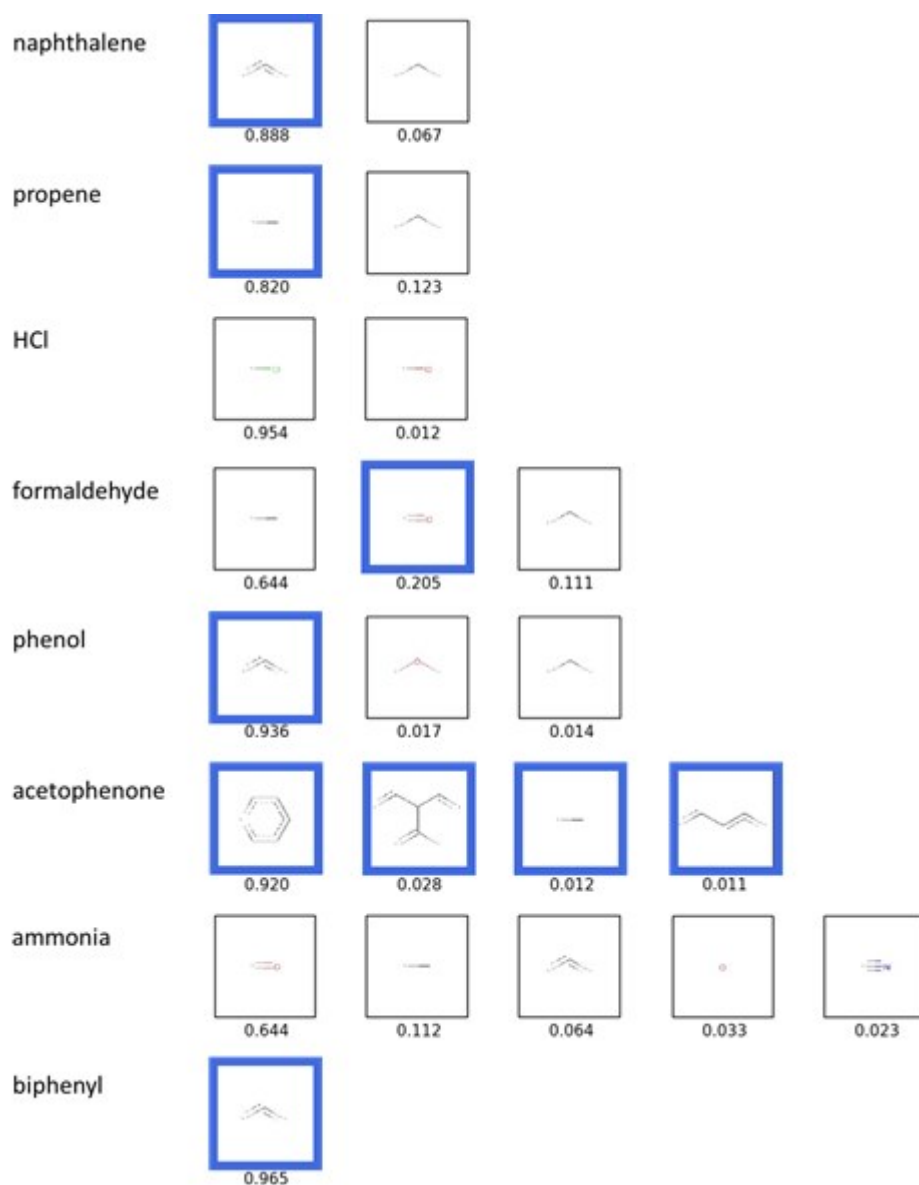 naphthalene
0.888 0.067
propene
0.820 0.123
HCl
0.954 0.012
formaldehyde
0.644 0.205 0.111
phenol
0.936 0.017 0.014
acetophenone
0.920 0.028 0.012 0.011
ammonia
0.644 0.112 0.064 0.033 0.023
biphenyl
0.965